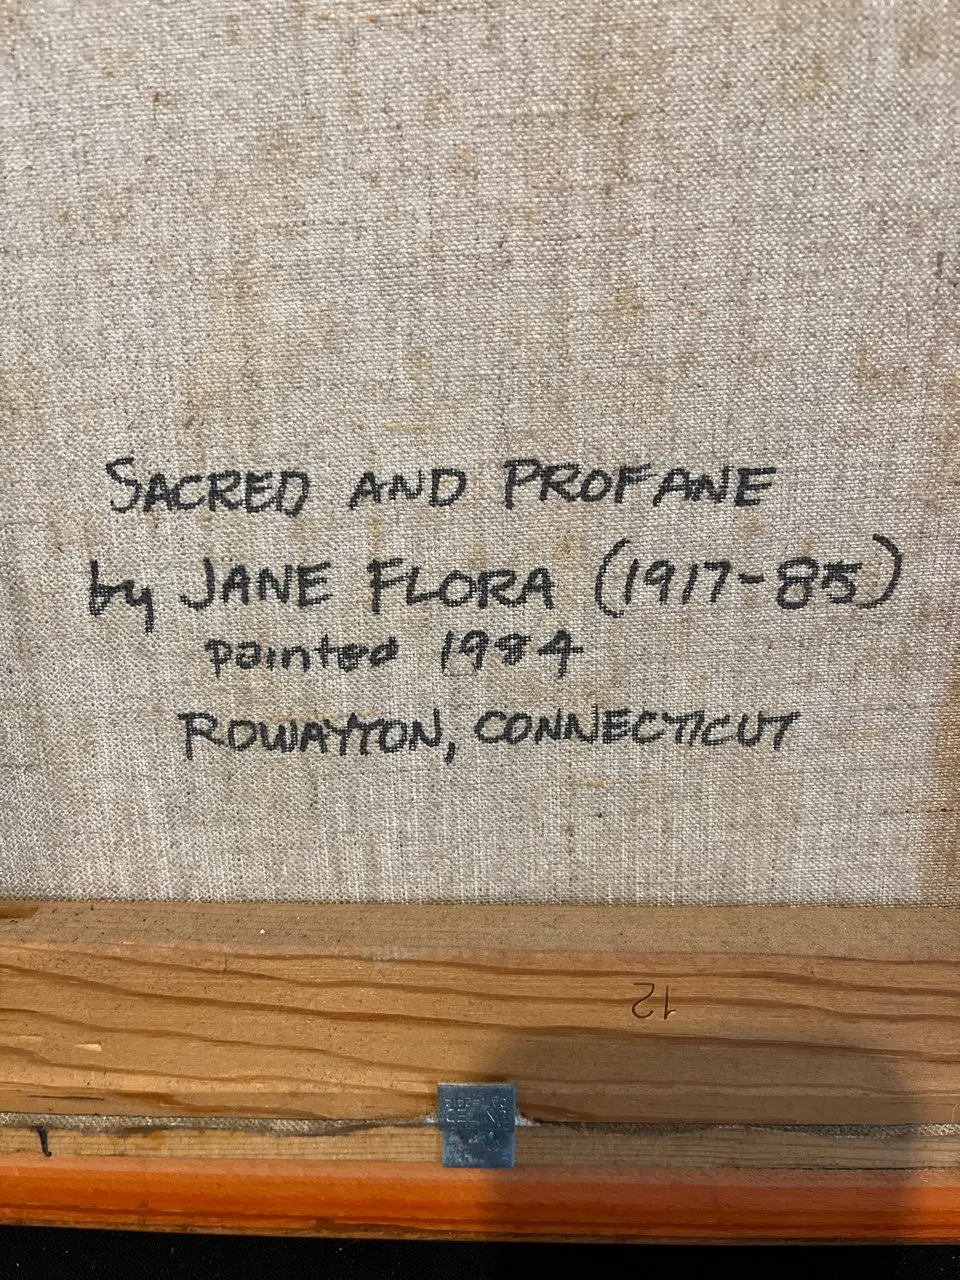 SACRED AND PROFANE
by JANE FLORA (1917-85)
painted 1984
ROWAYTON, CONNECTICUT
12